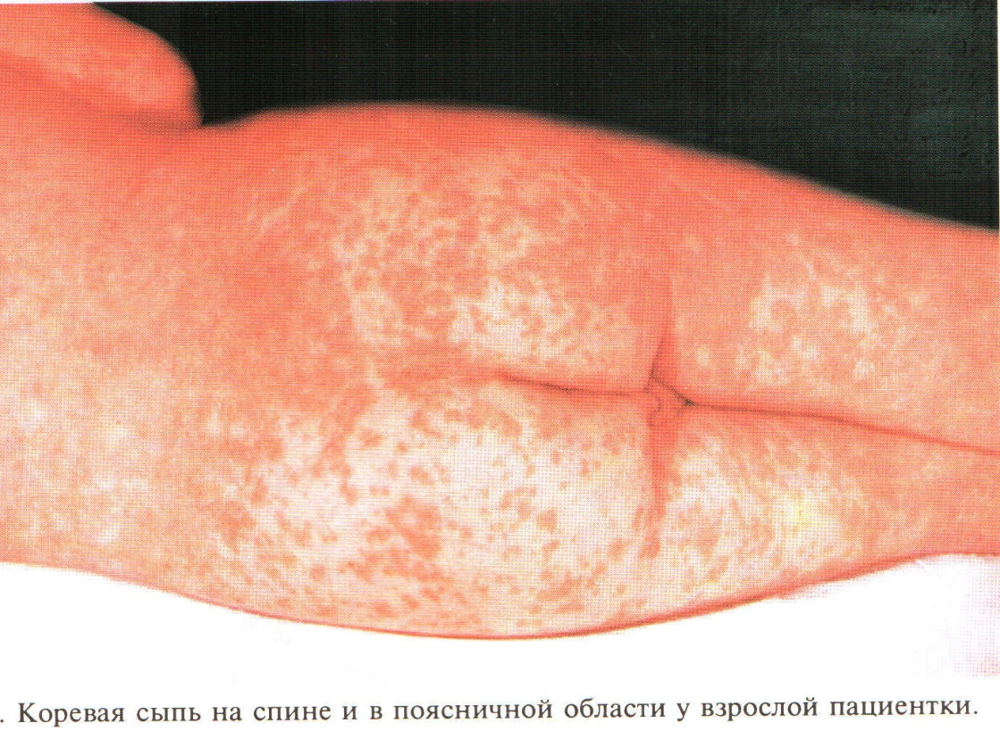 . Коревая сыпь на спине и в поясничной области у взрослой пациентки.